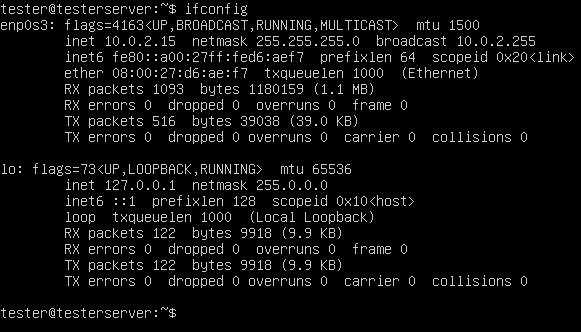 tester@testerserver:~$ ifconfig
enp0s3: flags=4163<UP,BROADCAST,RUNNING,MULTICAST>  mtu 1500
        inet 10.0.2.15  netmask 255.255.255.0  broadcast 10.0.2.255
        inet6 fe80::a00:27ff:fed6:aef7  prefixlen 64  scopeid 0x20<link>
        ether 08:00:27:d6:ae:f7  txqueuelen 1000  (Ethernet)
        RX packets 1093  bytes 1180159 (1.1 MB)
        RX errors 0  dropped 0  overruns 0  frame 0
        TX packets 516  bytes 39038 (39.0 KB)
        TX errors 0  dropped 0 overruns 0  carrier 0  collisions 0

lo: flags=73<UP,LOOPBACK,RUNNING>  mtu 65536
        inet 127.0.0.1  netmask 255.0.0.0
        inet6 ::1  prefixlen 128  scopeid 0x10<host>
        loop  txqueuelen 1000  (Local Loopback)
        RX packets 122  bytes 9918 (9.9 KB)
        RX errors 0  dropped 0  overruns 0  frame 0
        TX packets 122  bytes 9918 (9.9 KB)
        TX errors 0  dropped 0 overruns 0  carrier 0  collisions 0

tester@testerserver:~$